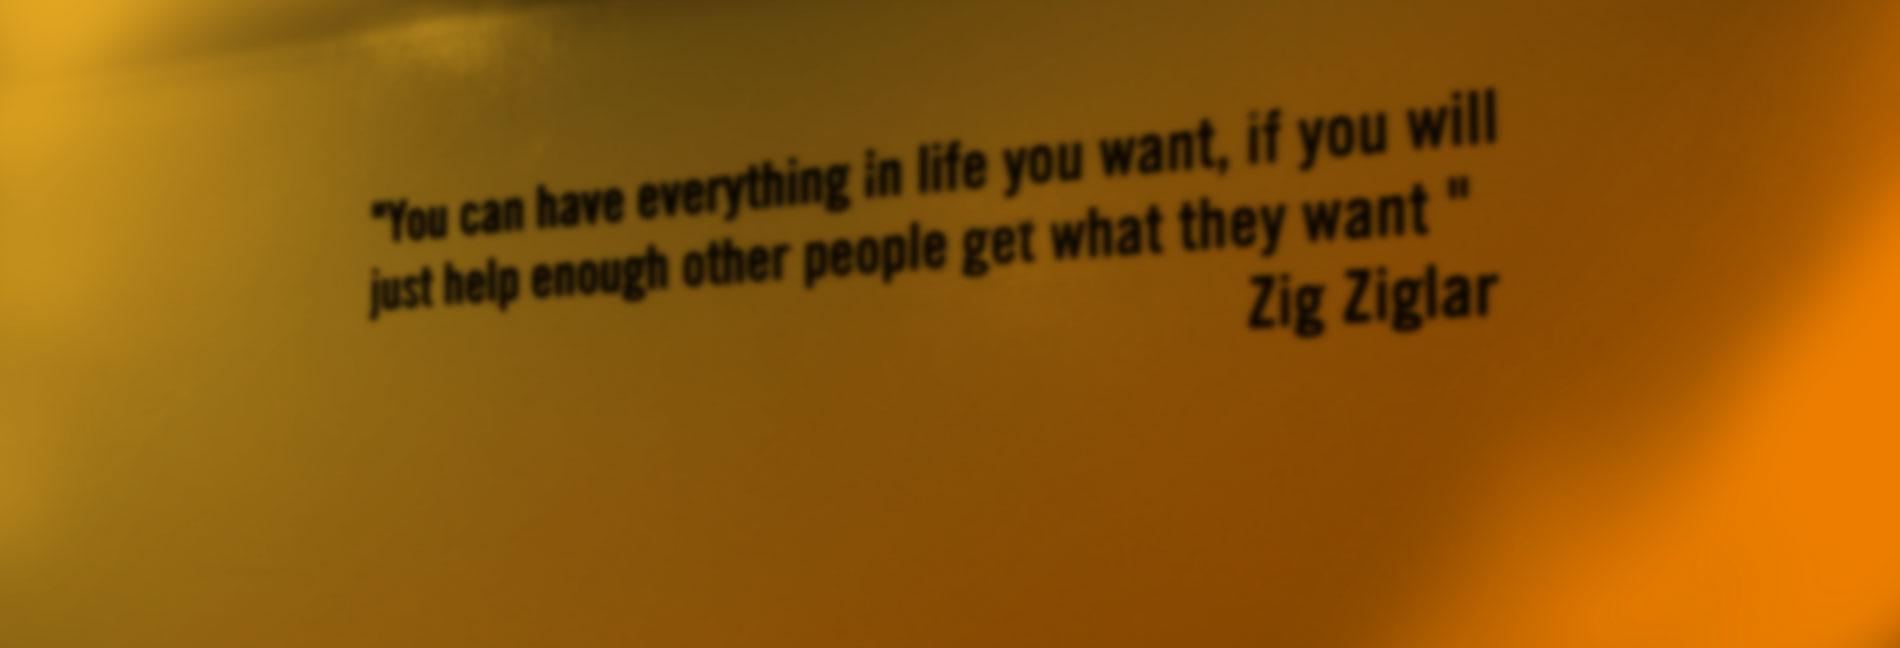 "You can have everything in life you want, if you will
just help enough other people get what they want "
Zig Ziglar